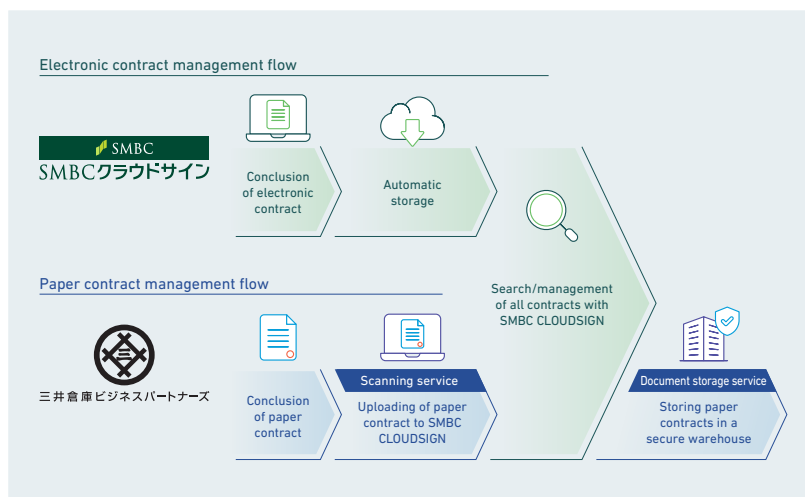 Electronic contract management flow
SMBC
SMBCクラウドサイン
Conclusion
of electronic
contract
Automatic
storage
Search/management
of all contracts with
SMBC CLOUDSIGN
Paper contract management flow
三井倉庫ビジネスパートナーズ
Conclusion
of paper
contract
Scanning service
Uploading of paper
contract to SMBC
CLOUDSIGN
Document storage service
Storing paper
contracts in a
secure warehouse